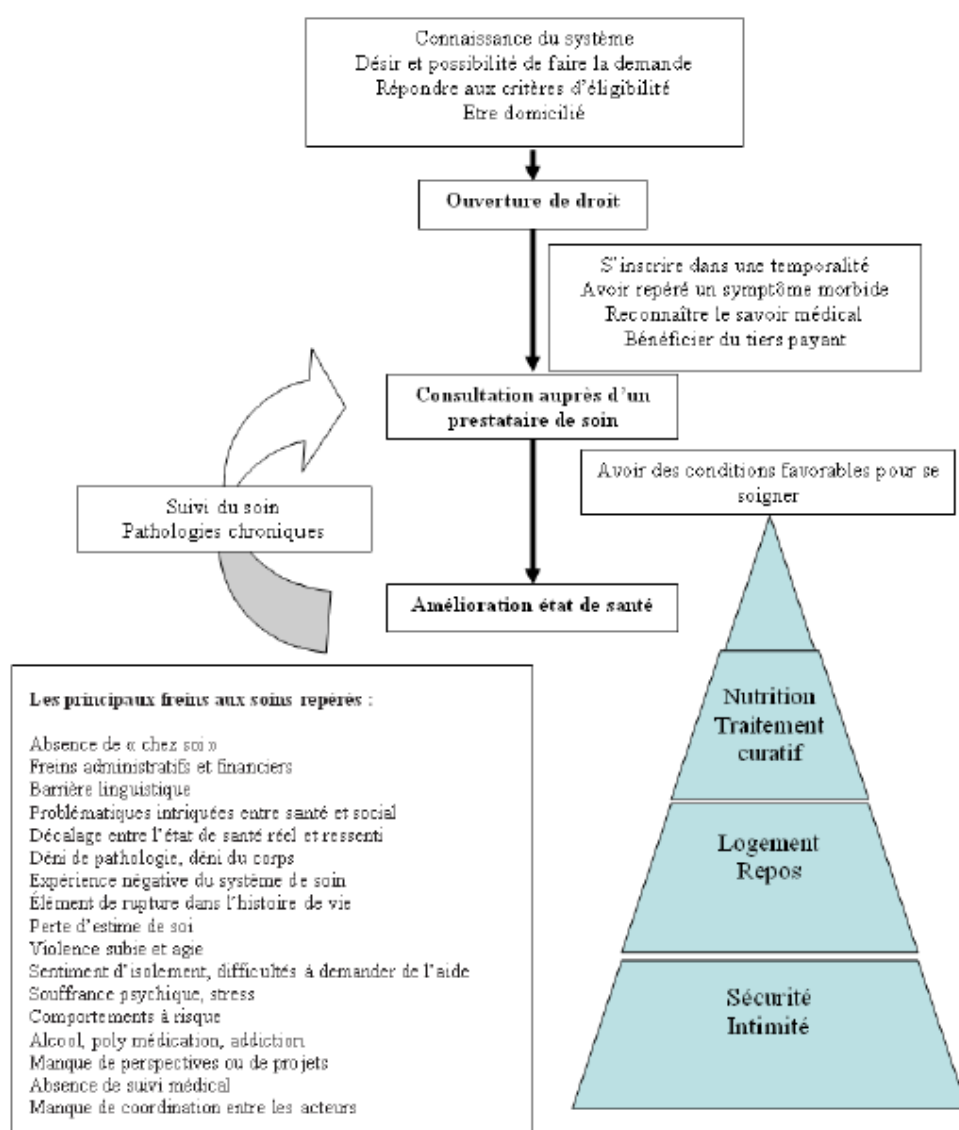 Connaissance du système
Désir et possibilité de faire la demande
Répondre aux critères d'éligibilité
Etre domicilié
Ouverture de droit
S'inscrire dans une temporalité
Avoir repéré un symptôme morbide
Reconnaître le savoir médical
Bénéficier du tiers payant
Consultation auprès d'un
prestataire de soin
Avoir des conditions favorables pour se
soigner
Suivi du soin
Pathologies chroniques
Amélioration état de santé
Les principaux freins aux soins repérés :
Absence de « chez soi »
Freins administratifs et financiers
Barrière linguistique
Problématiques intriquées entre santé et social
Décalage entre l'état de santé réel et ressenti
Déni de pathologie, déni du corps
Expérience négative du système de soin
Élément de rupture dans l'histoire de vie
Perte d'estime de soi
Violence subie et agie
Sentiment d'isolement, difficultés à demander de l'aide
Souffrance psychique, stress
Comportements à risque
Alcool, poly médication, addiction
Manque de perspectives ou de projets
Absence de suivi médical
Manque de coordination entre les acteurs
Nutrition
Traitement
curatif
Logement
Repos
Sécurité
Intimité